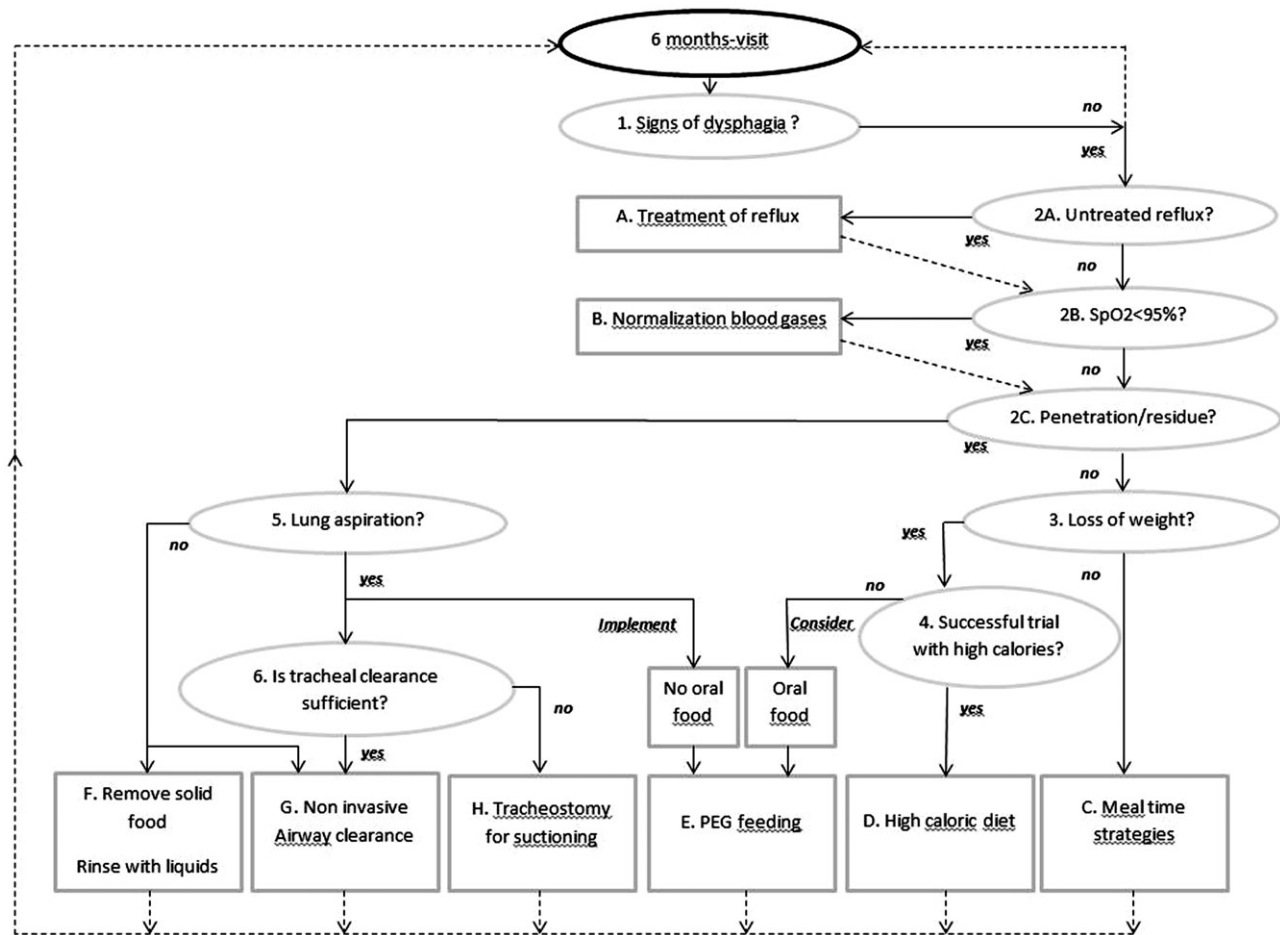 6 months-visit
no
1. Signs of dysphagia ?
yes
A. Treatment of reflux
2A. Untreated reflux?
yes
no
B. Normalization blood gases
2B. SpO2<95%?
yes
no
2C. Penetration/residue?
yes
no
5. Lung aspiration?
3. Loss of weight?
no
yes
yes
no
no
Implement
Consider
4. Successful trial
with high calories?
6. Is tracheal clearance
sufficient?
No oral
food
Oral
food
no
yes
yes
F. Remove solid
food
Rinse with liquids
G. Non invasive
Airway clearance
H. Tracheostomy
for suctioning
E. PEG feeding
D. High caloric diet
C. Meal time
strategies